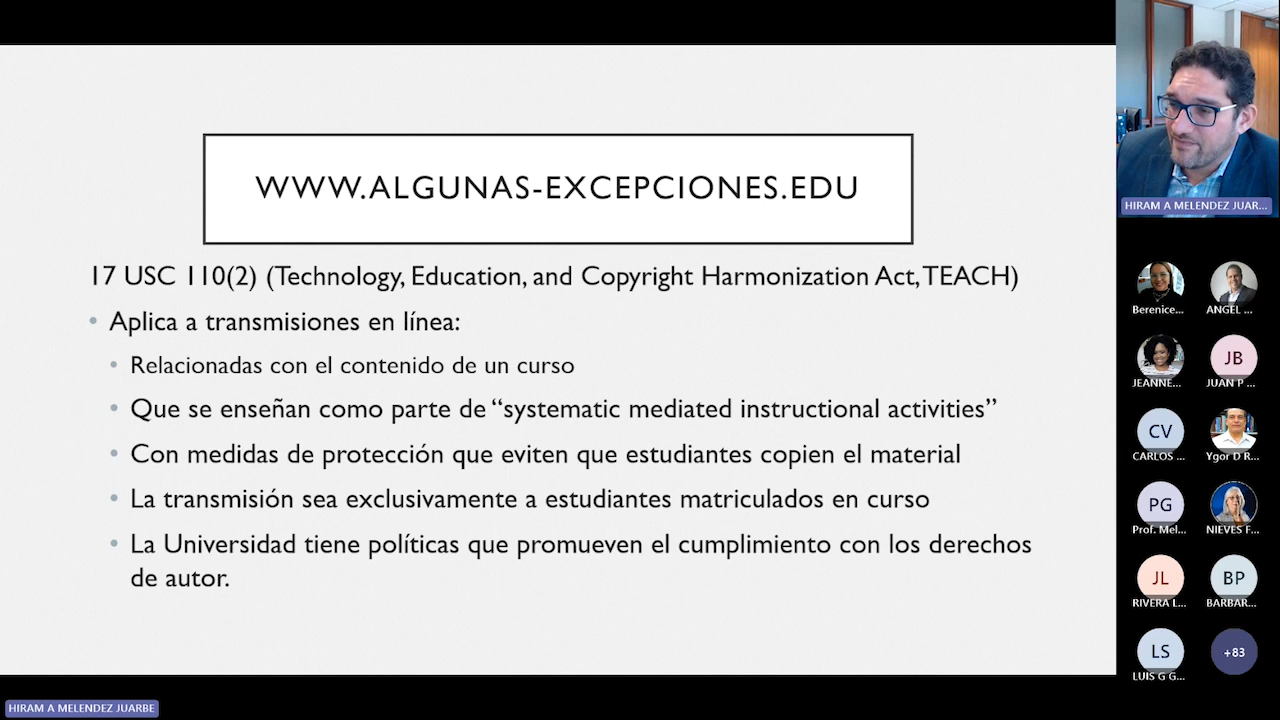 WWW.ALGUNAS-EXCEPCIONES.EDU
17 USC 110(2) (Technology, Education, and Copyright Harmonization Act, TEACH)
• Aplica a transmisiones en línea:
• Relacionadas con el contenido de un curso
• Que se enseñan como parte de “systematic mediated instructional activities”
• Con medidas de protección que eviten que estudiantes copien el material
• La transmisión sea exclusivamente a estudiantes matriculados en curso
• La Universidad tiene políticas que promueven el cumplimiento con los derechos
de autor.
HIRAM A MELENDEZ JUAR...
Berenice... ANGEL ...
JB
JEANNE... JUAN P ...
CV
CARLOS ... Ygor D R...
PG
Prof. Mel... NIEVES F...
JL BP
RIVERA L... BARBAR...
LS +83
LUIS G G...
HIRAM A MELENDEZ JUARBE